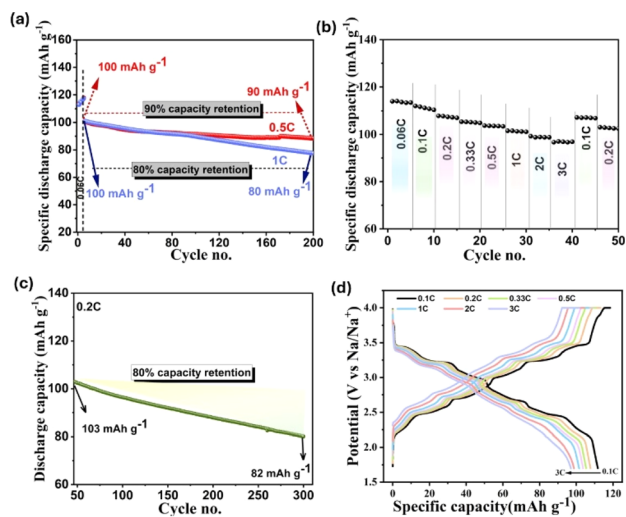 (a)
Specific discharge capacity (mAh g⁻¹)
160
140
120
100
80
60
40
20
100 mAh g⁻¹
90 mAh g⁻¹
90% capacity retention
0.5C
1C
80% capacity retention
0.06C
100 mAh g⁻¹
80 mAh g⁻¹
0 40 80 120 160 200
Cycle no.
(b)
Specific discharge capacity (mAh g⁻¹)
140
120
100
80
60
0.06C 0.1C 0.2C 0.33C 0.5C 1C 2C 3C 0.1C 0.2C
0 10 20 30 40 50
Cycle no.
(c)
Discharge capacity (mAh g⁻¹)
140
120
100
80
60
0.2C
80% capacity retention
103 mAh g⁻¹
82 mAh g⁻¹
50 100 150 200 250 300
Cycle no.
(d)
Potential (V vs Na/Na⁺)
4.5
4.0
3.5
3.0
2.5
2.0
1.5
0.1C 0.2C 0.33C 0.5C
1C 2C 3C
3C 0.1C
0 20 40 60 80 100 120
Specific capacity(mAh g⁻¹)